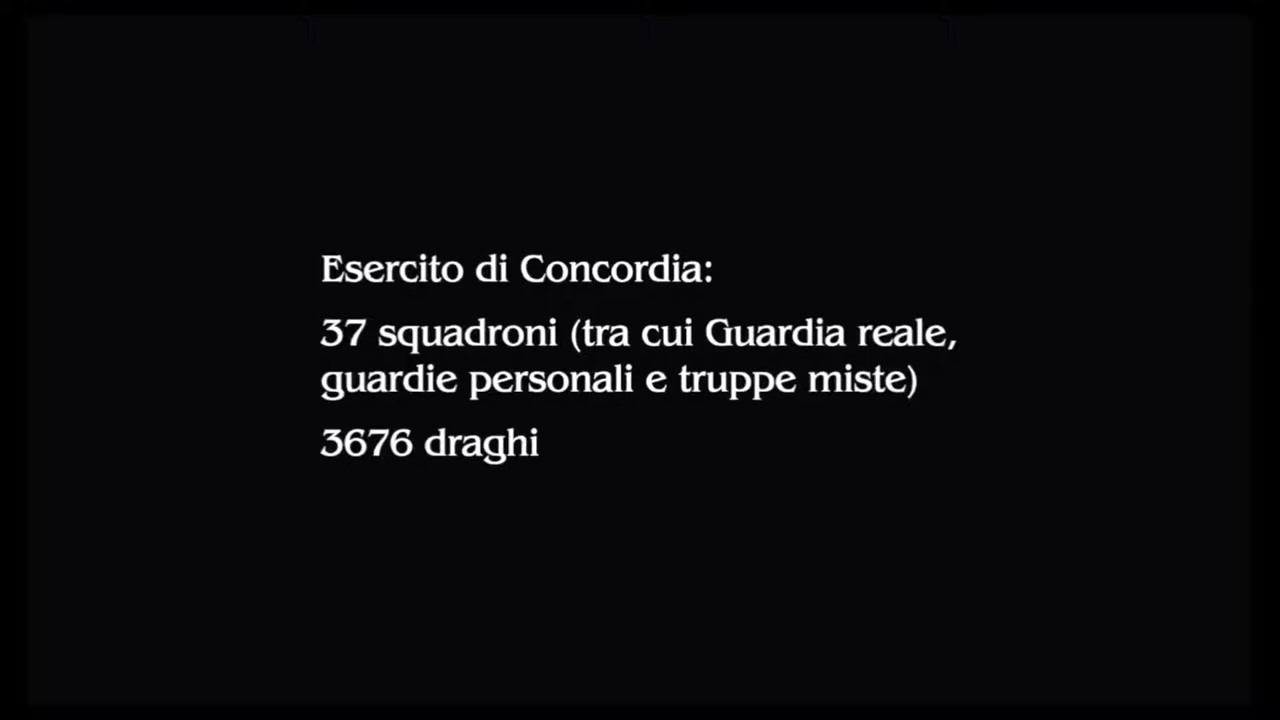 Esercito di Concordia:
37 squadroni (tra cui Guardia reale,
guardie personali e truppe miste)
3676 draghi